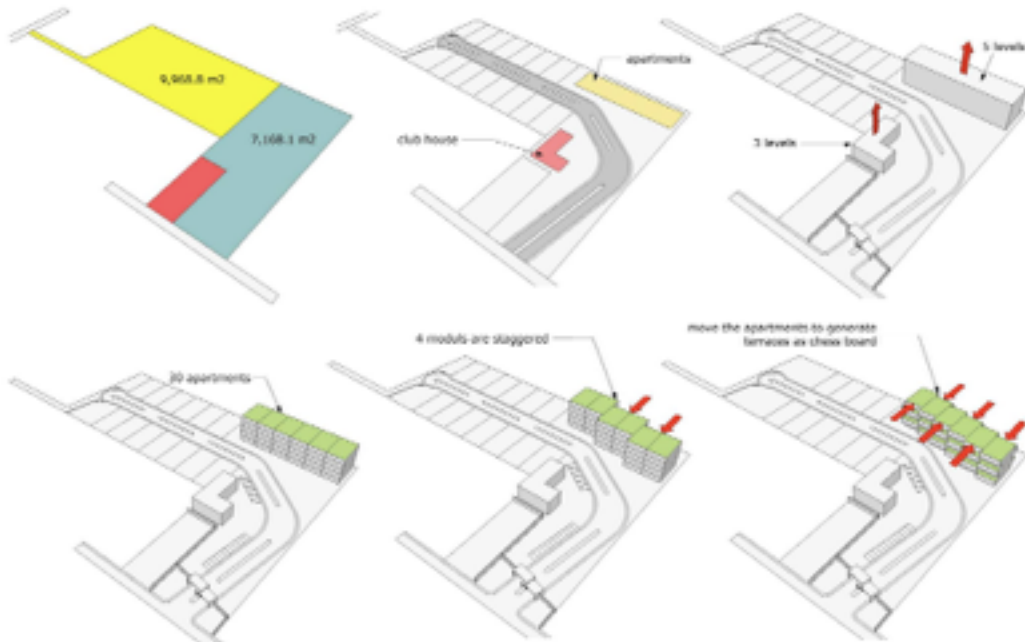 9,968.8 m2
7,168.1 m2
apartments
club house
5 levels
3 levels
30 apartments
4 moduls are staggered
move the apartments to generate
terraces as chess board